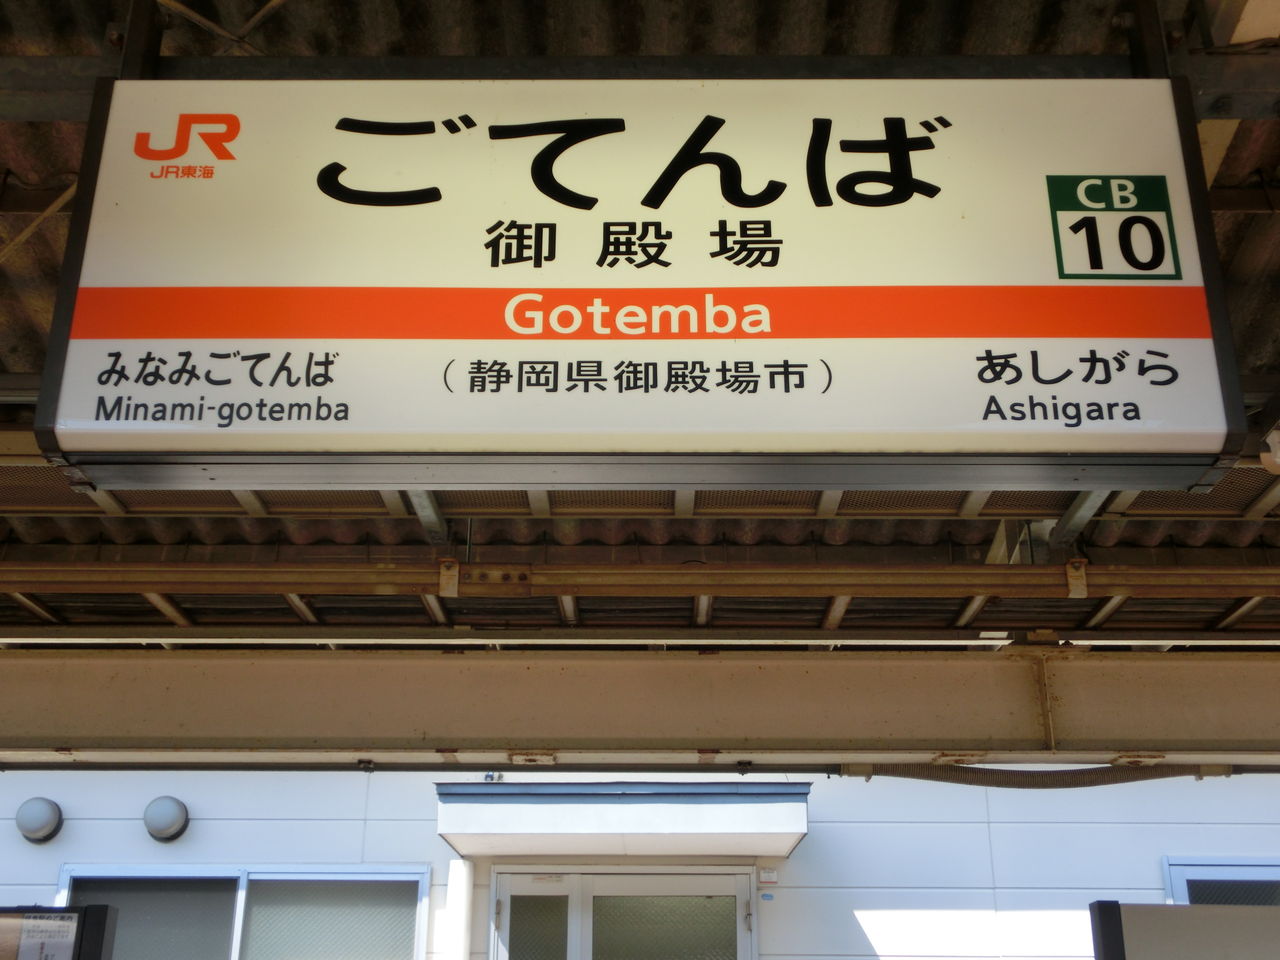 JR
JR東海
ごてんば
御殿場
CB
10
Gotemba
みなみごてんば
Minami-gotemba
（静岡県御殿場市）
あしがら
Ashigara